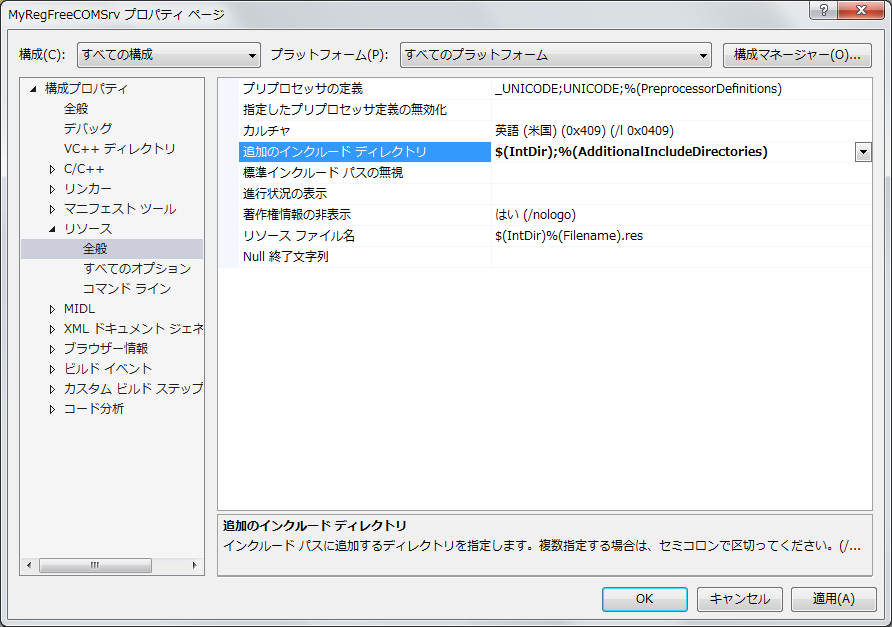 MyRegFreeCOMSrv プロパティ ページ
構成(C): すべての構成 プラットフォーム(P): すべてのプラットフォーム 構成マネージャー(O)...
構成プロパティ
全般
デバッグ
VC++ ディレクトリ
C/C++
リンカー
マニフェスト ツール
リソース
全般
すべてのオプション
コマンド ライン
MIDL
XML ドキュメント ジェネ
ブラウザー情報
ビルド イベント
カスタム ビルド ステップ
コード分析
プリプロセッサの定義 _UNICODE;UNICODE;%(PreprocessorDefinitions)
指定したプリプロセッサ定義の無効化
カルチャ 英語 (米国) (0x409) (/l 0x0409)
追加のインクルード ディレクトリ $(IntDir);%(AdditionalIncludeDirectories)
標準インクルード パスの無視
進行状況の表示
著作権情報の非表示 はい (/nologo)
リソース ファイル名 $(IntDir)%(Filename).res
Null 終了文字列
追加のインクルード ディレクトリ
インクルード パスに追加するディレクトリを指定します。複数指定する場合は、セミコロンで区切ってください。(/...
OK キャンセル 適用(A)